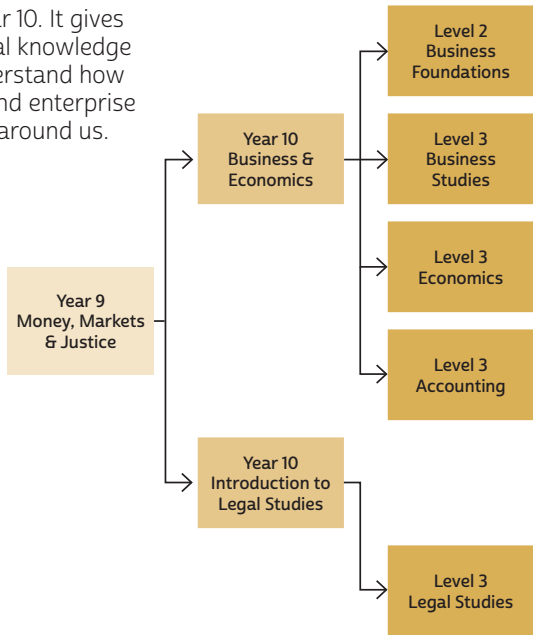 ar 10. It gives
al knowledge
erstand how
nd enterprise
around us.
Level 2
Business
Foundations
Year 10
Business &
Economics
Level 3
Business
Studies
Level 3
Economics
Year 9
Money, Markets
& Justice
Level 3
Accounting
Year 10
Introduction to
Legal Studies
Level 3
Legal Studies